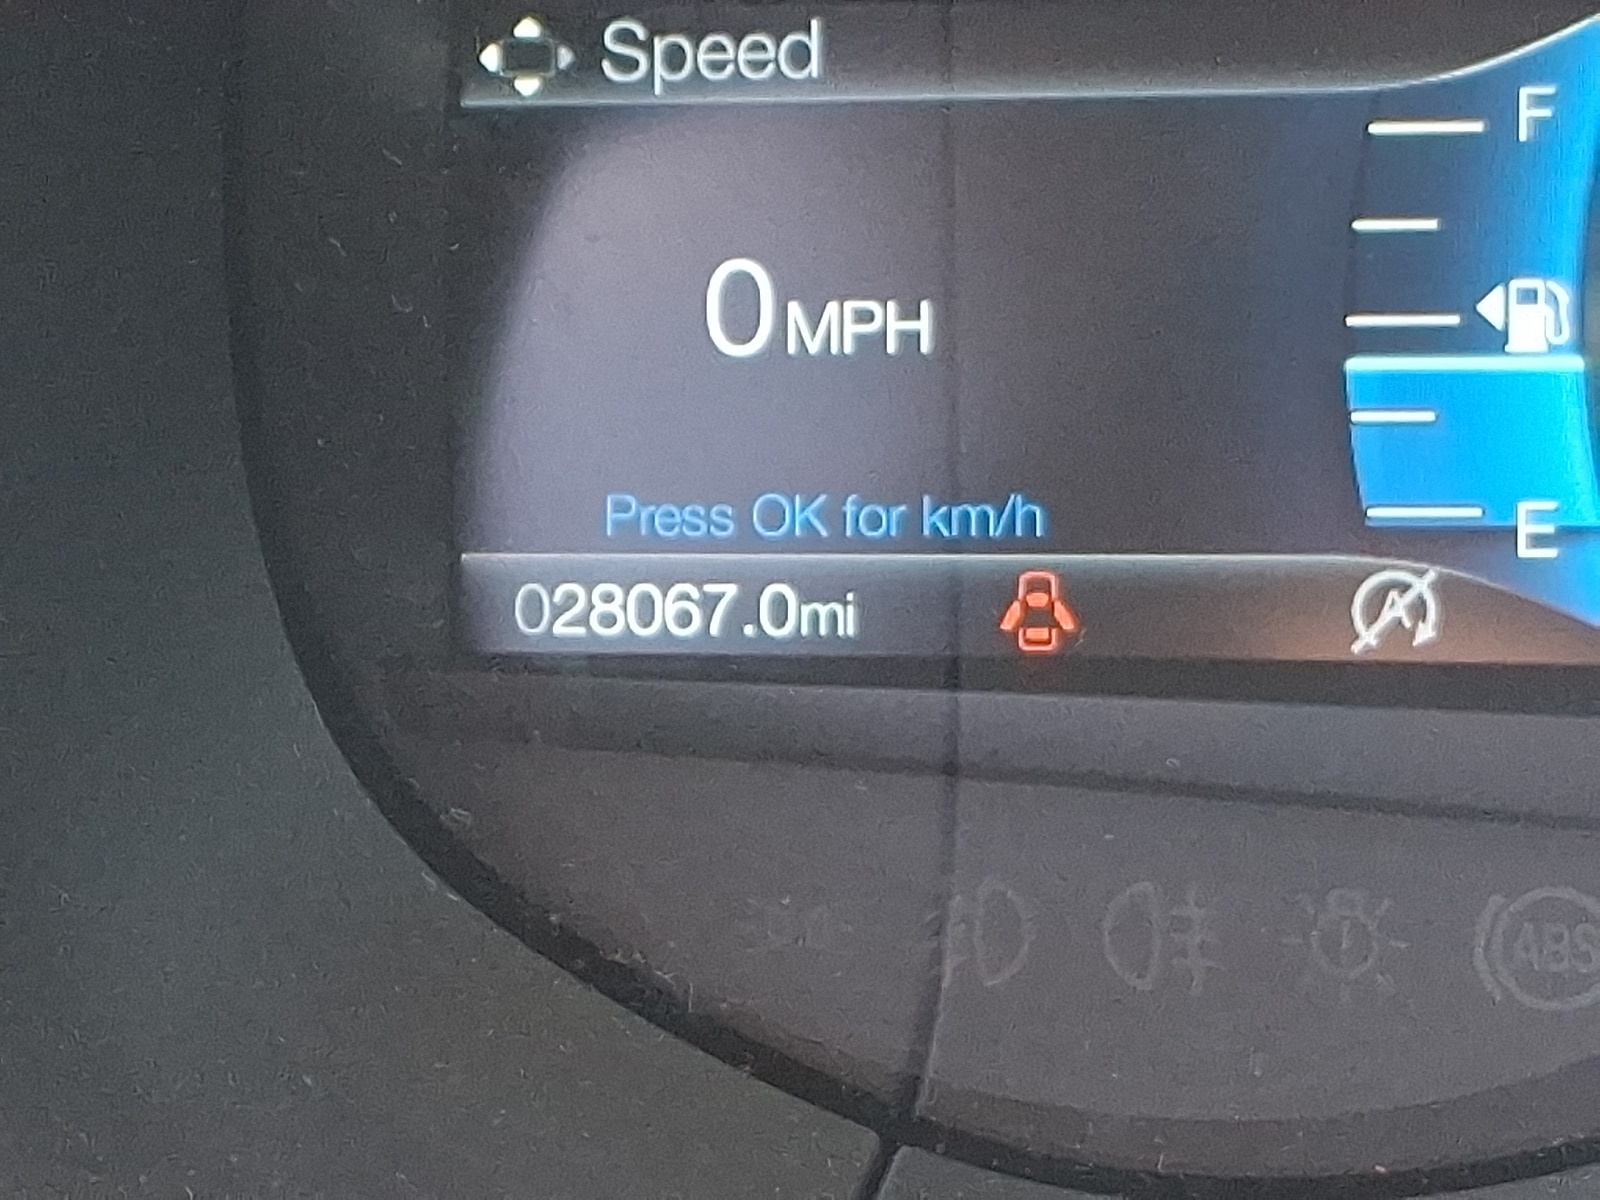 Speed
F
0 MPH
Press OK for km/h
E
028067.0mi
A
ABS